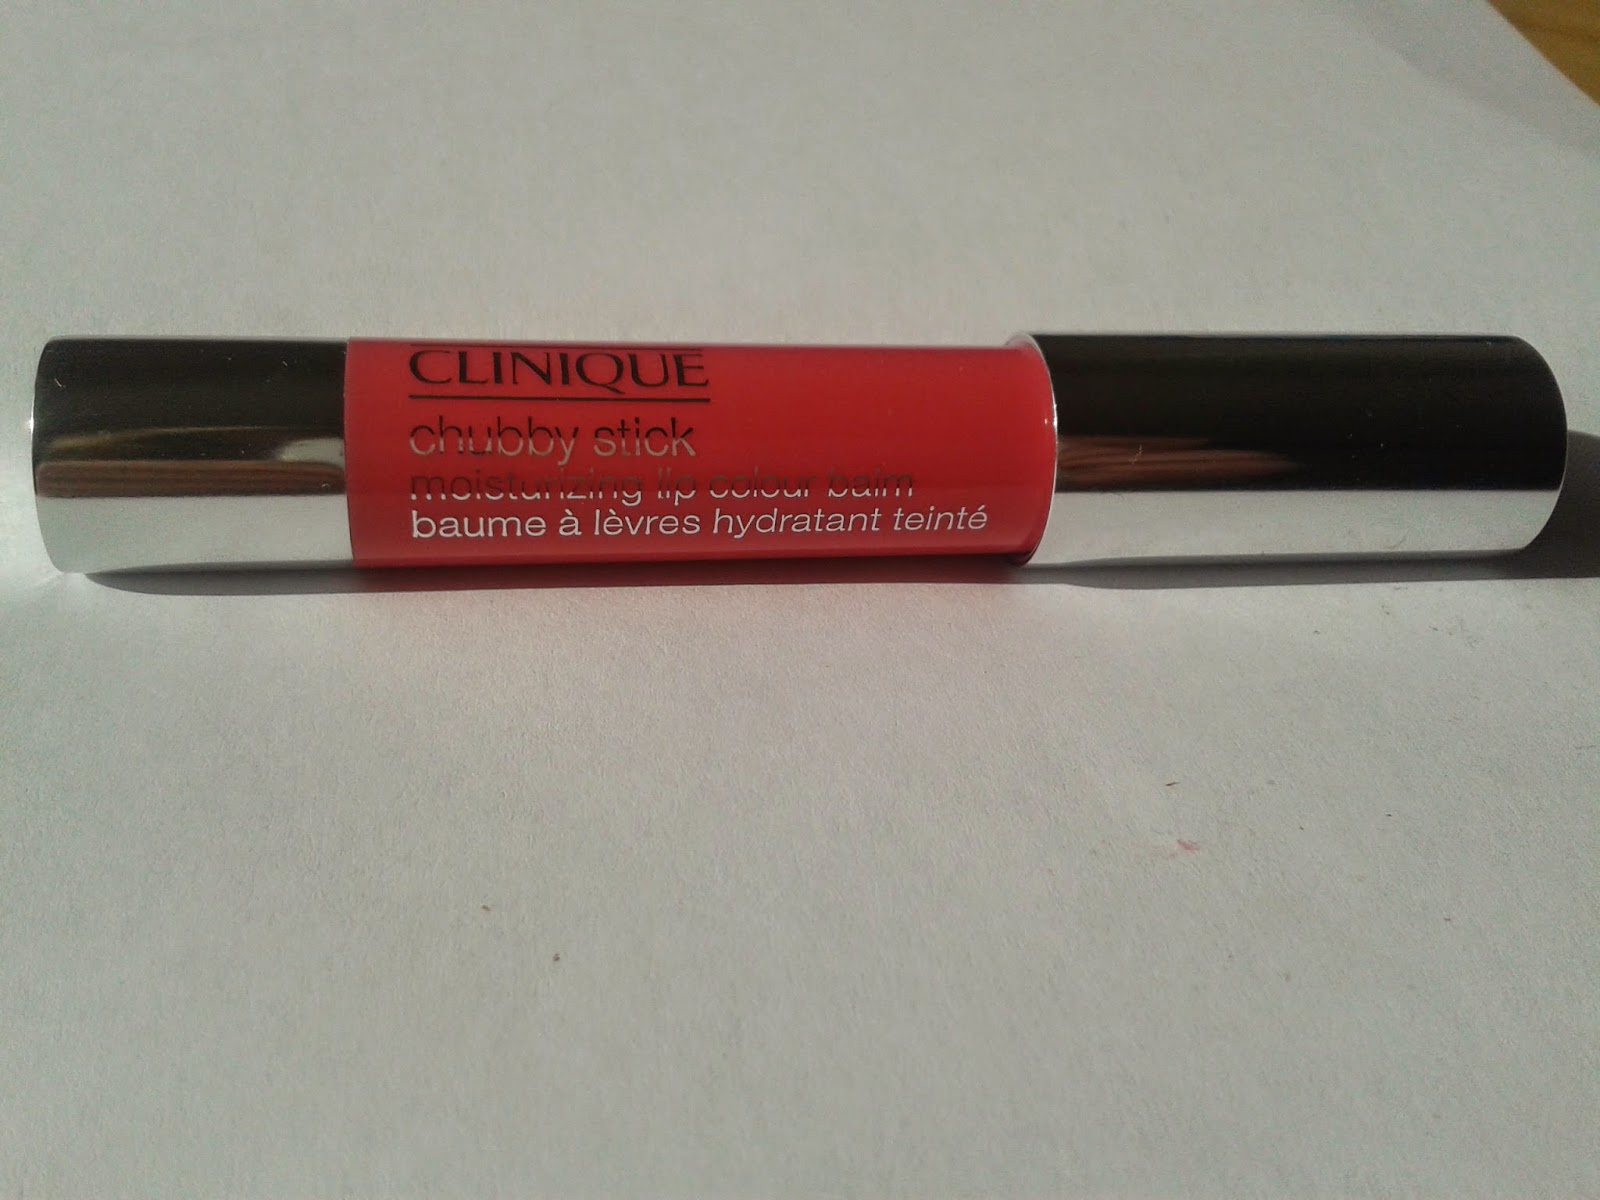 CLINIQUE
chubby stick
moisturizing lip colour balm
baume à lèvres hydratant teinté